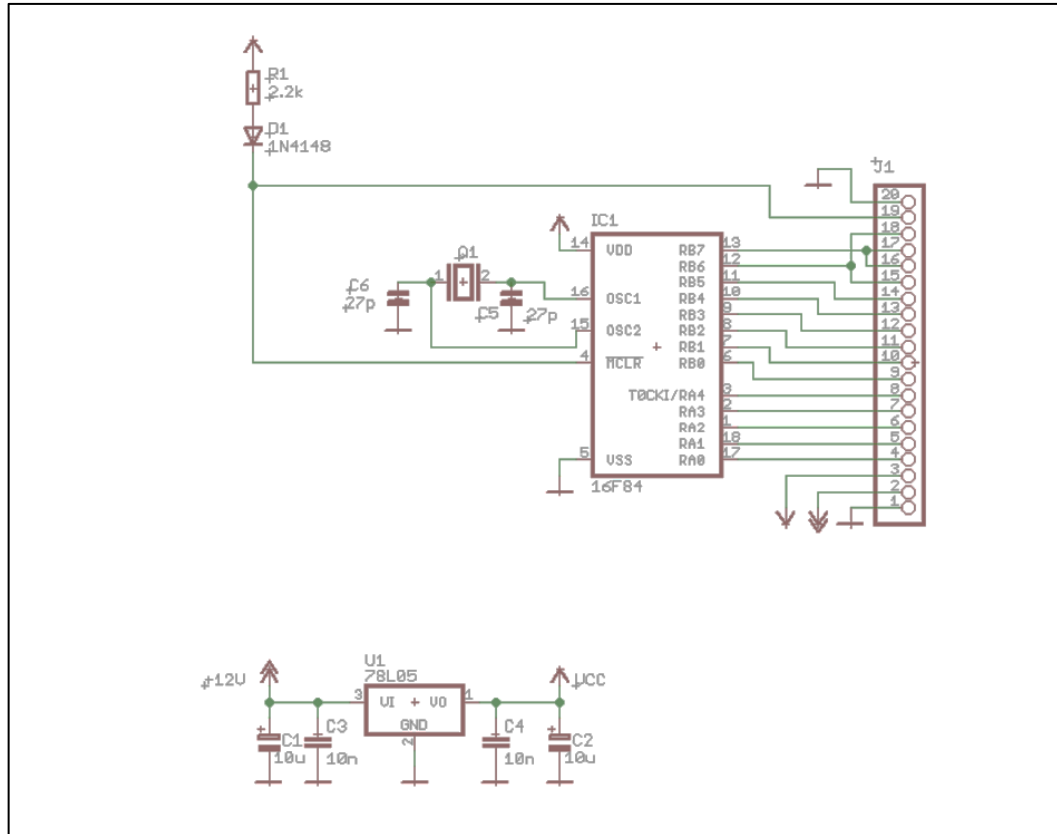 R1
2.2k
D1
1N4148
J1
20
19
18
17
16
15
14
13
12
11
10
9
8
7
6
5
4
3
2
1
IC1
14 VDD RB7 13
RB6 12
RB5 11
16 OSC1 RB4 10
RB3 9
15 OSC2 RB2 8
RB1 7
4 MCLR RB0 6
T0CKI/RA4 3
RA3 2
RA2 1
RA1 18
5 VSS RA0 17
16F84
Q1
1 2
C6
27p
C5 27p
+12V
U1
78L05
3 VI VO 1
GND
2
VCC
C1
10u
C3
10n
C4
10n
C2
10u